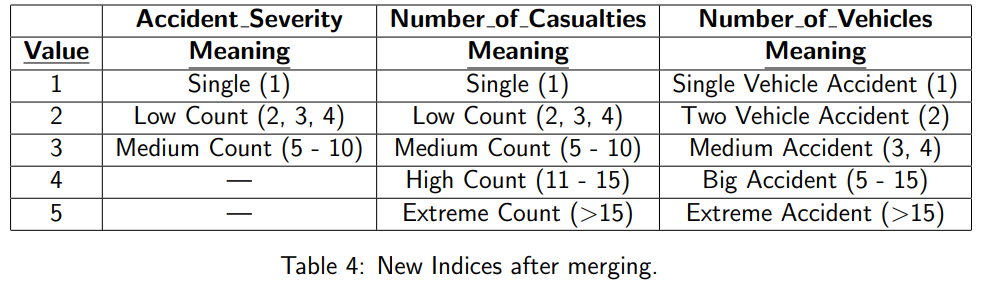 Accident_Severity Number_of_Casualties Number_of_Vehicles
Value Meaning Meaning Meaning
1 Single (1) Single (1) Single Vehicle Accident (1)
2 Low Count (2, 3, 4) Low Count (2, 3, 4) Two Vehicle Accident (2)
3 Medium Count (5 - 10) Medium Count (5 - 10) Medium Accident (3, 4)
4 — High Count (11 - 15) Big Accident (5 - 15)
5 — Extreme Count (>15) Extreme Accident (>15)
Table 4: New Indices after merging.